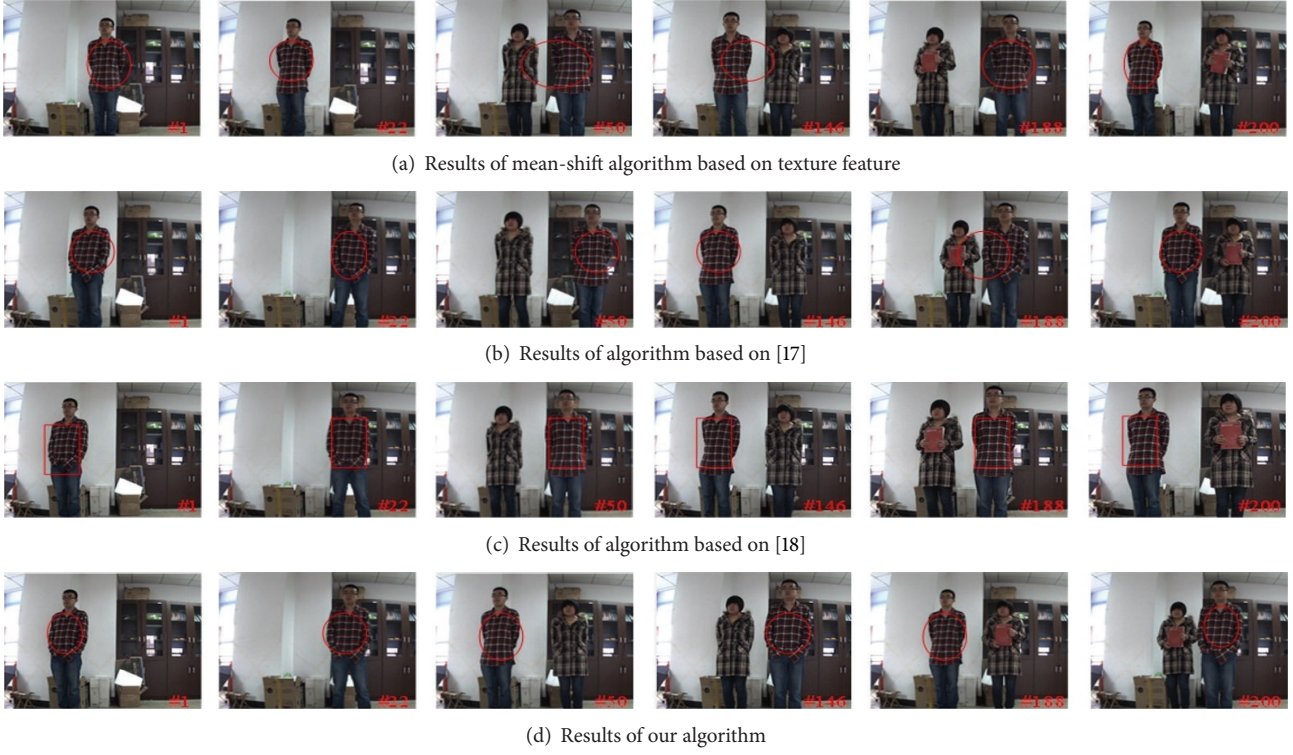 #1 #22 #50 #146 #188 #200
(a) Results of mean-shift algorithm based on texture feature
#1 #22 #50 #146 #188 #200
(b) Results of algorithm based on [17]
#1 #22 #50 #146 #188 #200
(c) Results of algorithm based on [18]
#1 #22 #50 #146 #188 #200
(d) Results of our algorithm